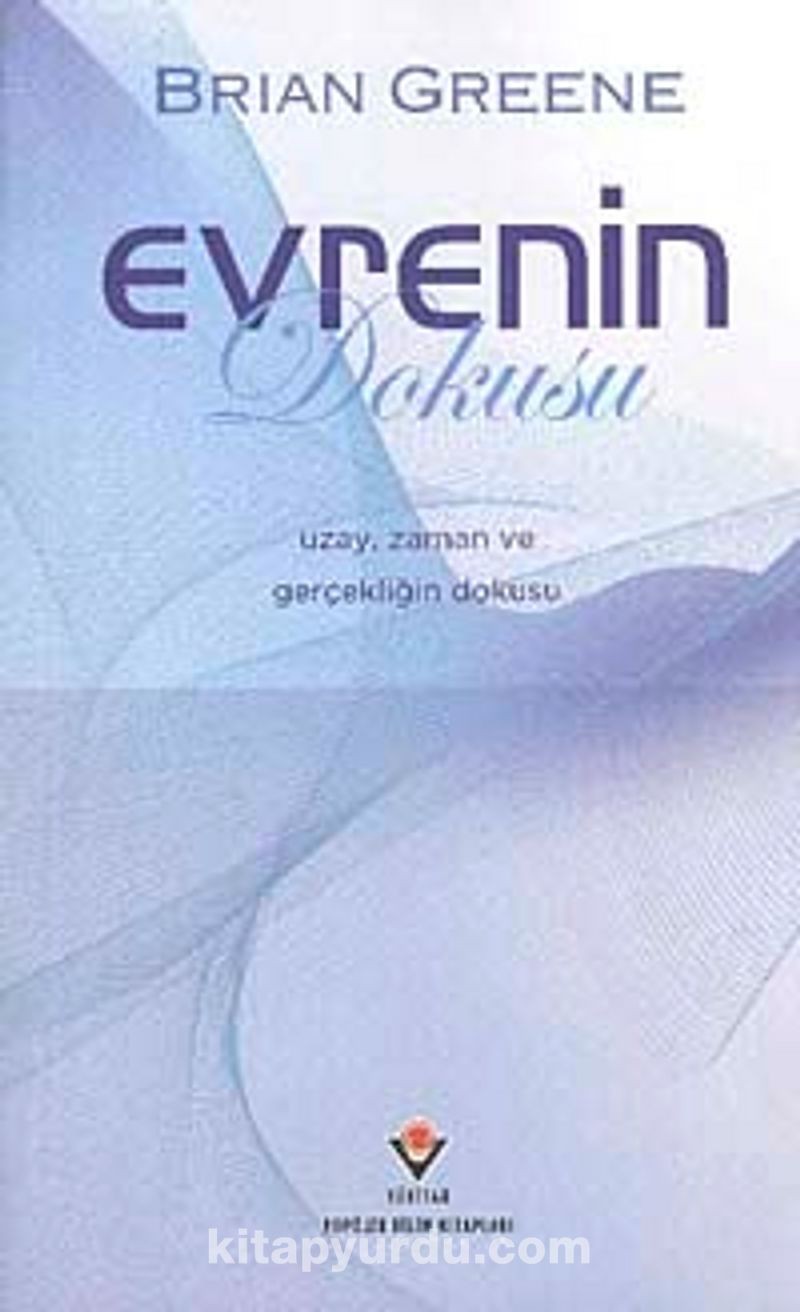 BRIAN GREENE
evrenin
Dokusu
uzay, zaman ve
gerçekliğin dokusu
TÜBİTAK
POPÜLER BİLİM KİTAPLARI
kitapyurdu.com